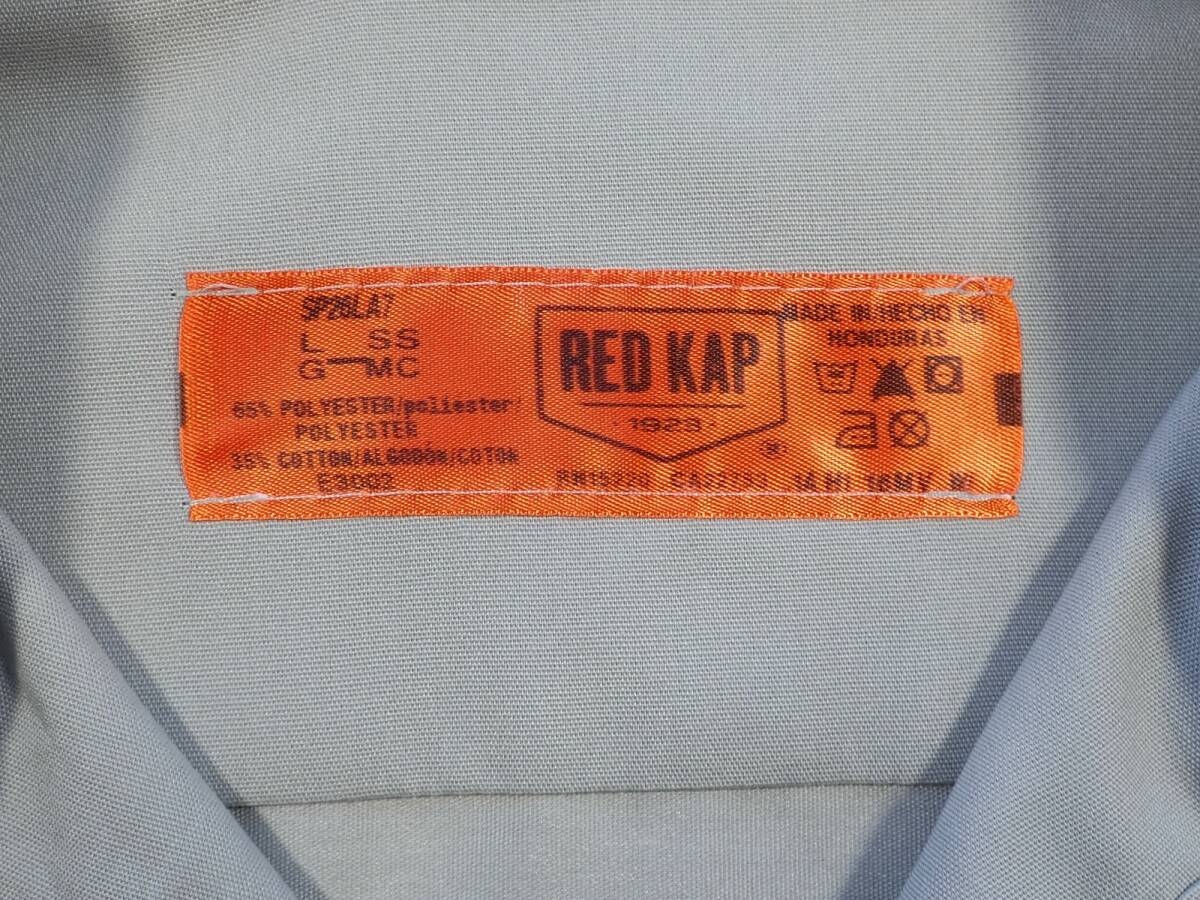 L SS
G MC
65% POLYESTER/poliester/
POLYESTER
35% COTTON/ALGODÓN/COTON
E3002
RED KAP
· 1923 ·
®
MADE IN/HECHO EN
HONDURAS
RN15220